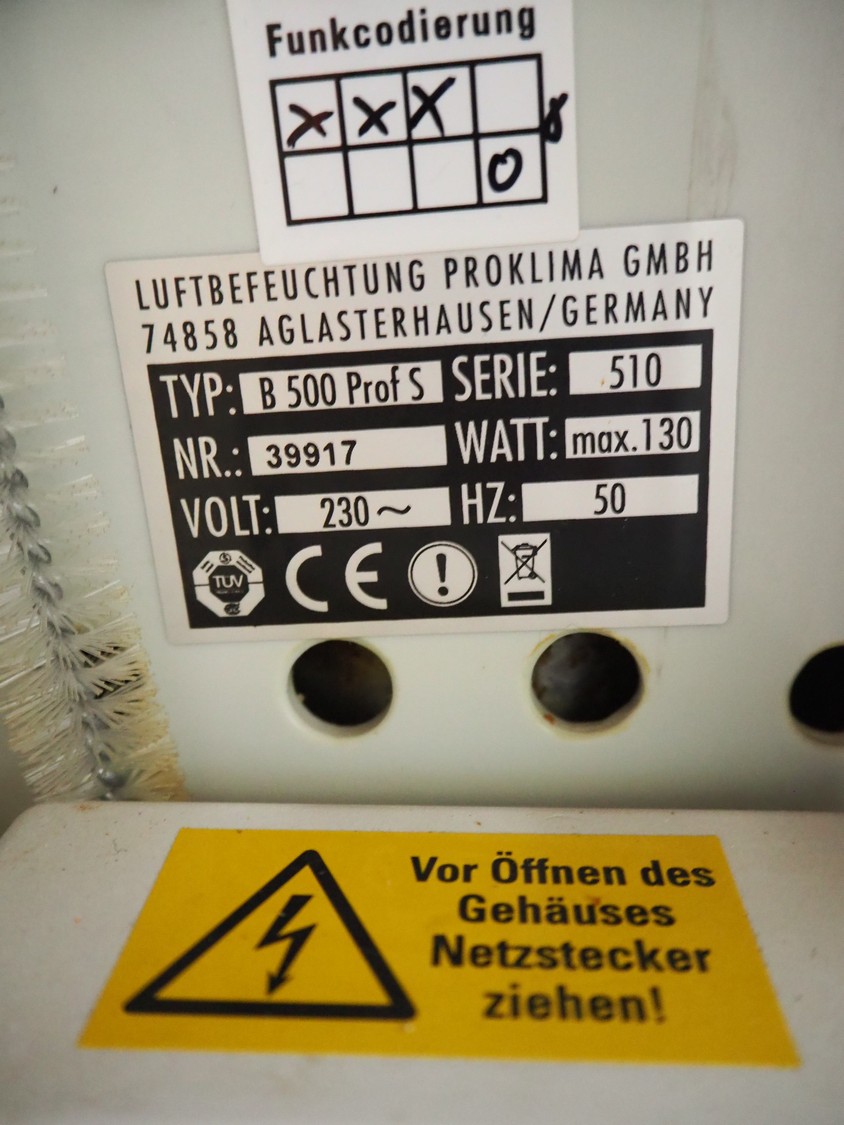 Funkcodierung
X X X
O
LUFTBEFEUCHTUNG PROKLIMA GMBH
74858 AGLASTERHAUSEN/GERMANY
TYP: B 500 Prof S SERIE: 510
NR.: 39917 WATT: max.130
VOLT: 230~ HZ: 50
TÜV CE !
Vor Öffnen des
Gehäuses
Netzstecker
ziehen!